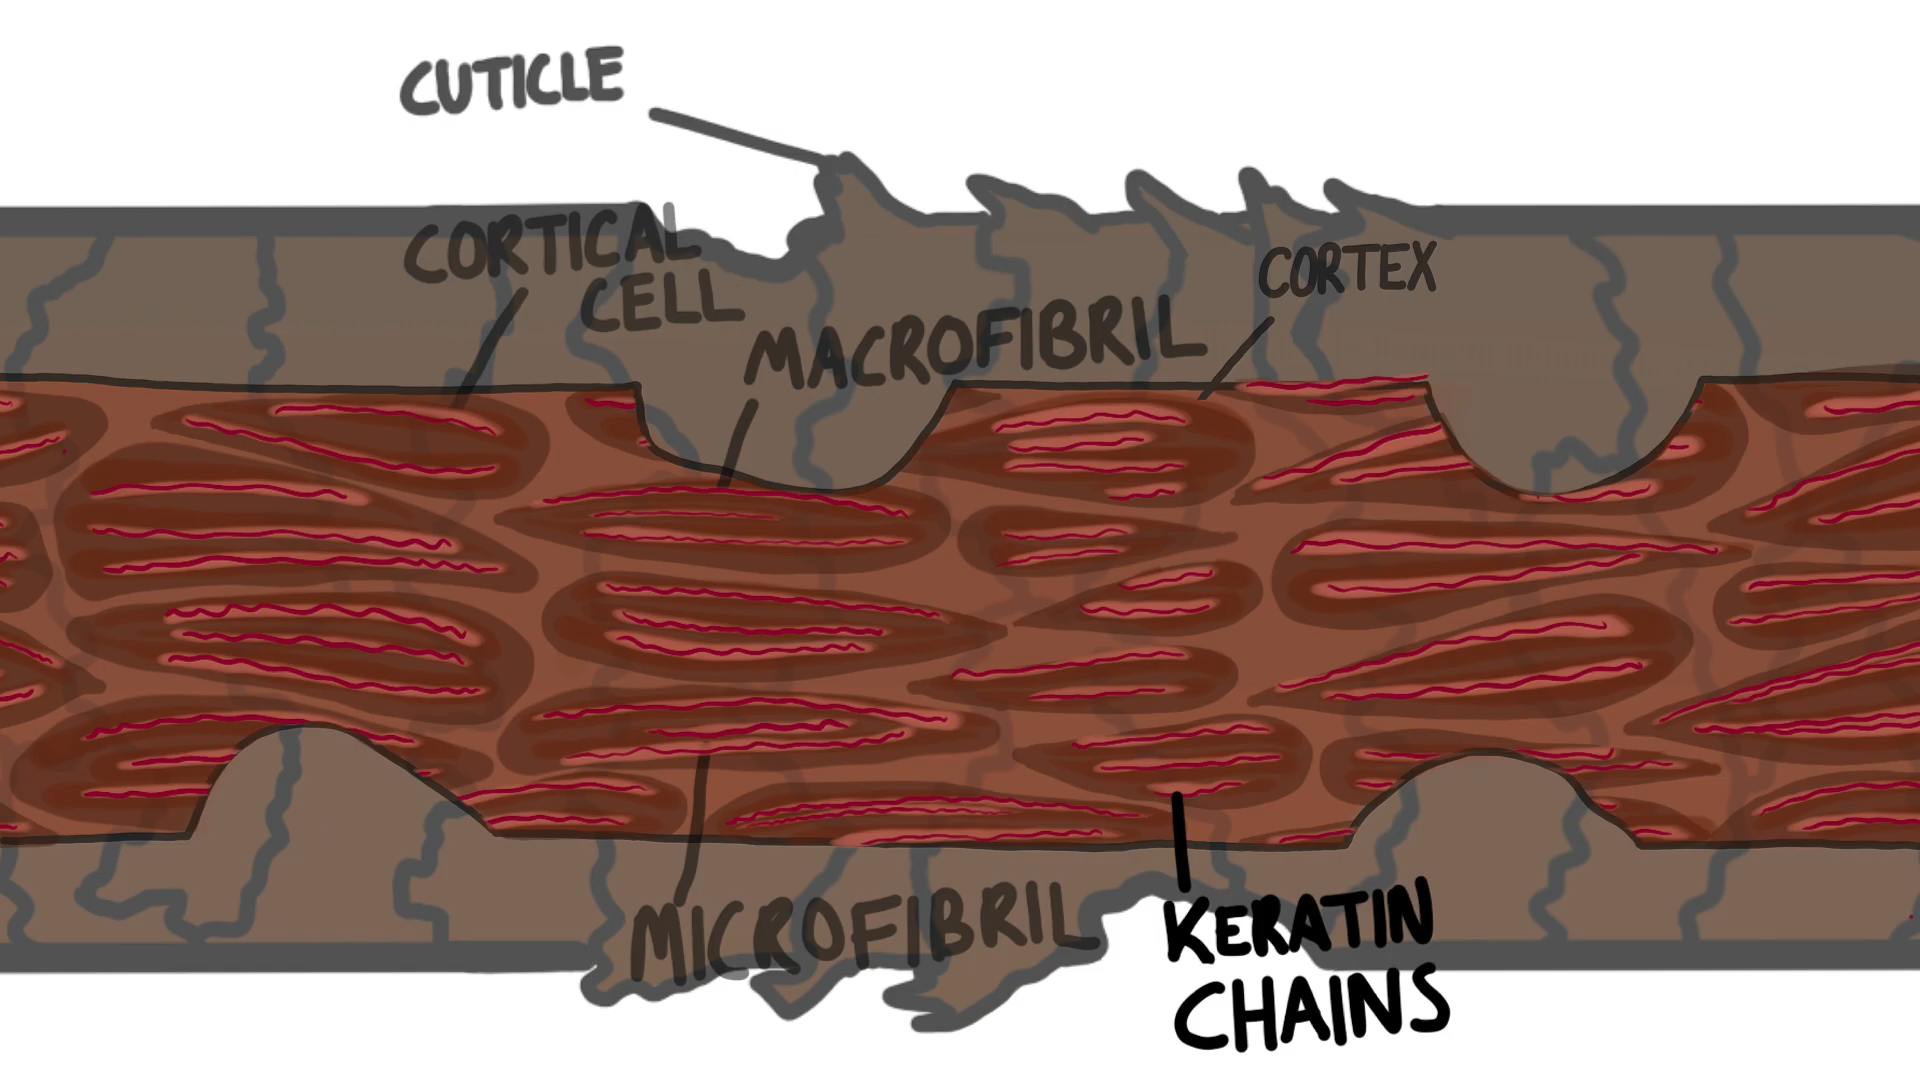 CUTICLE
CORTICAL
CELL
MACROFIBRIL
CORTEX
MICROFIBRIL
KERATIN
CHAINS